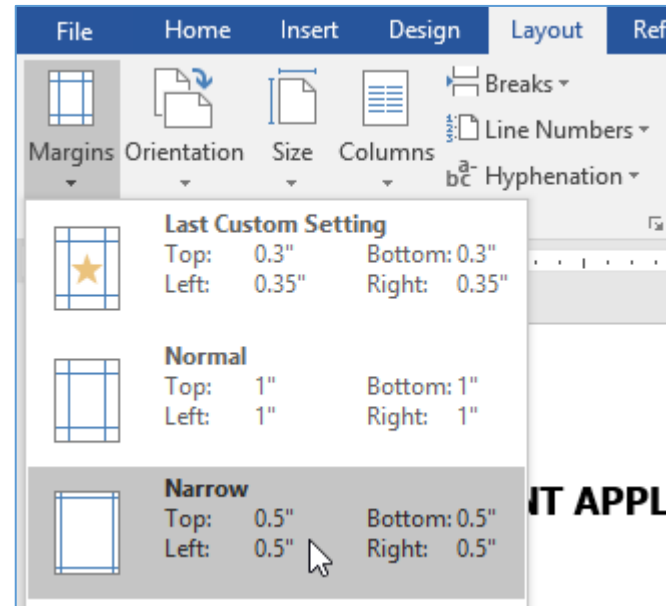 File Home Insert Design Layout Ref
Breaks
Line Numbers
Margins Orientation Size Columns
Hyphenation
Last Custom Setting
Top: 0.3" Bottom: 0.3"
Left: 0.35" Right: 0.35"
Normal
Top: 1" Bottom: 1"
Left: 1" Right: 1"
Narrow
Top: 0.5" Bottom: 0.5"
Left: 0.5" Right: 0.5"
NT APPL